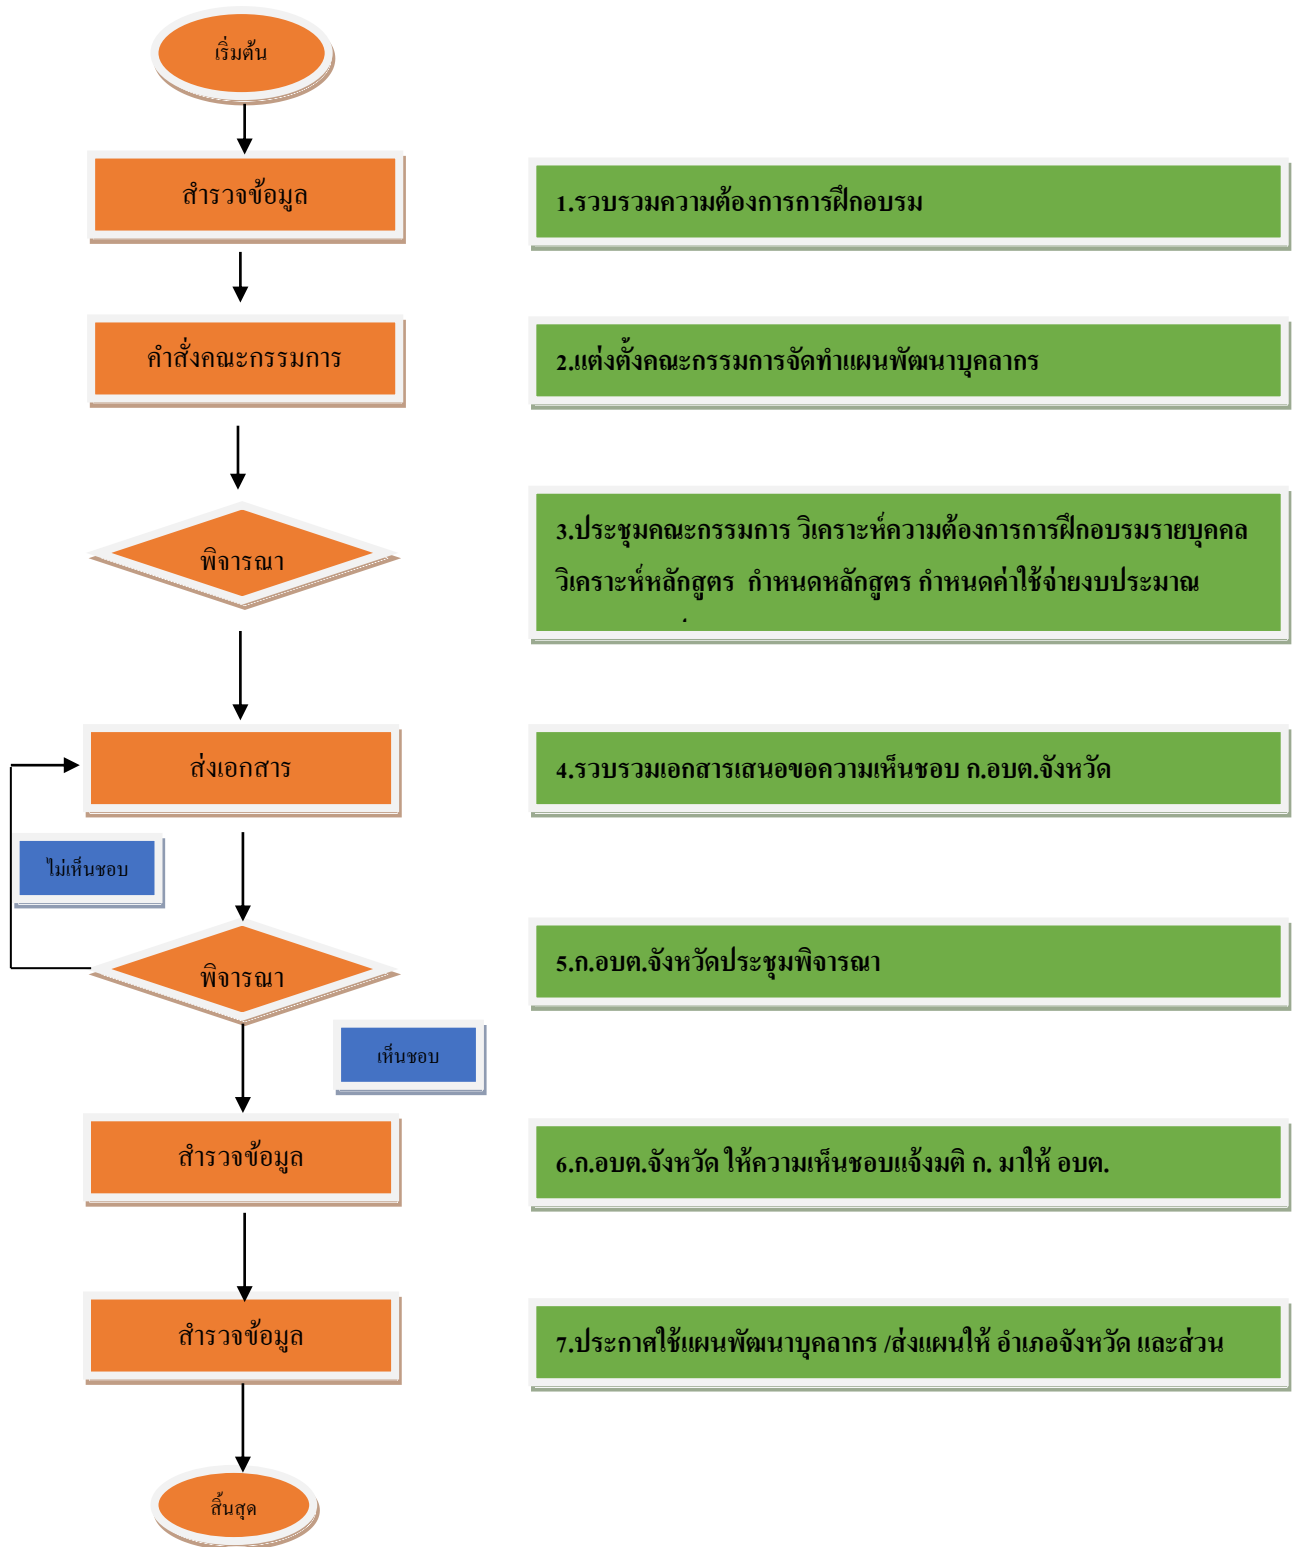 เริ่มต้น
สำรวจข้อมูล
1.รวบรวมความต้องการการฝึกอบรม
คำสั่งคณะกรรมการ
2.แต่งตั้งคณะกรรมการจัดทำแผนพัฒนาบุคลากร
พิจารณา
3.ประชุมคณะกรรมการ วิเคราะห์ความต้องการการฝึกอบรมรายบุคคล
วิเคราะห์หลักสูตร กำหนดหลักสูตร กำหนดค่าใช้จ่ายงบประมาณ
ส่งเอกสาร
4.รวบรวมเอกสารเสนอขอความเห็นชอบ ก.อบต.จังหวัด
ไม่เห็นชอบ
พิจารณา
5.ก.อบต.จังหวัดประชุมพิจารณา
เห็นชอบ
สำรวจข้อมูล
6.ก.อบต.จังหวัด ให้ความเห็นชอบแจ้งมติ ก. มาให้ อบต.
สำรวจข้อมูล
7.ประกาศใช้แผนพัฒนาบุคลากร /ส่งแผนให้ อำเภอจังหวัด และส่วน
สิ้นสุด